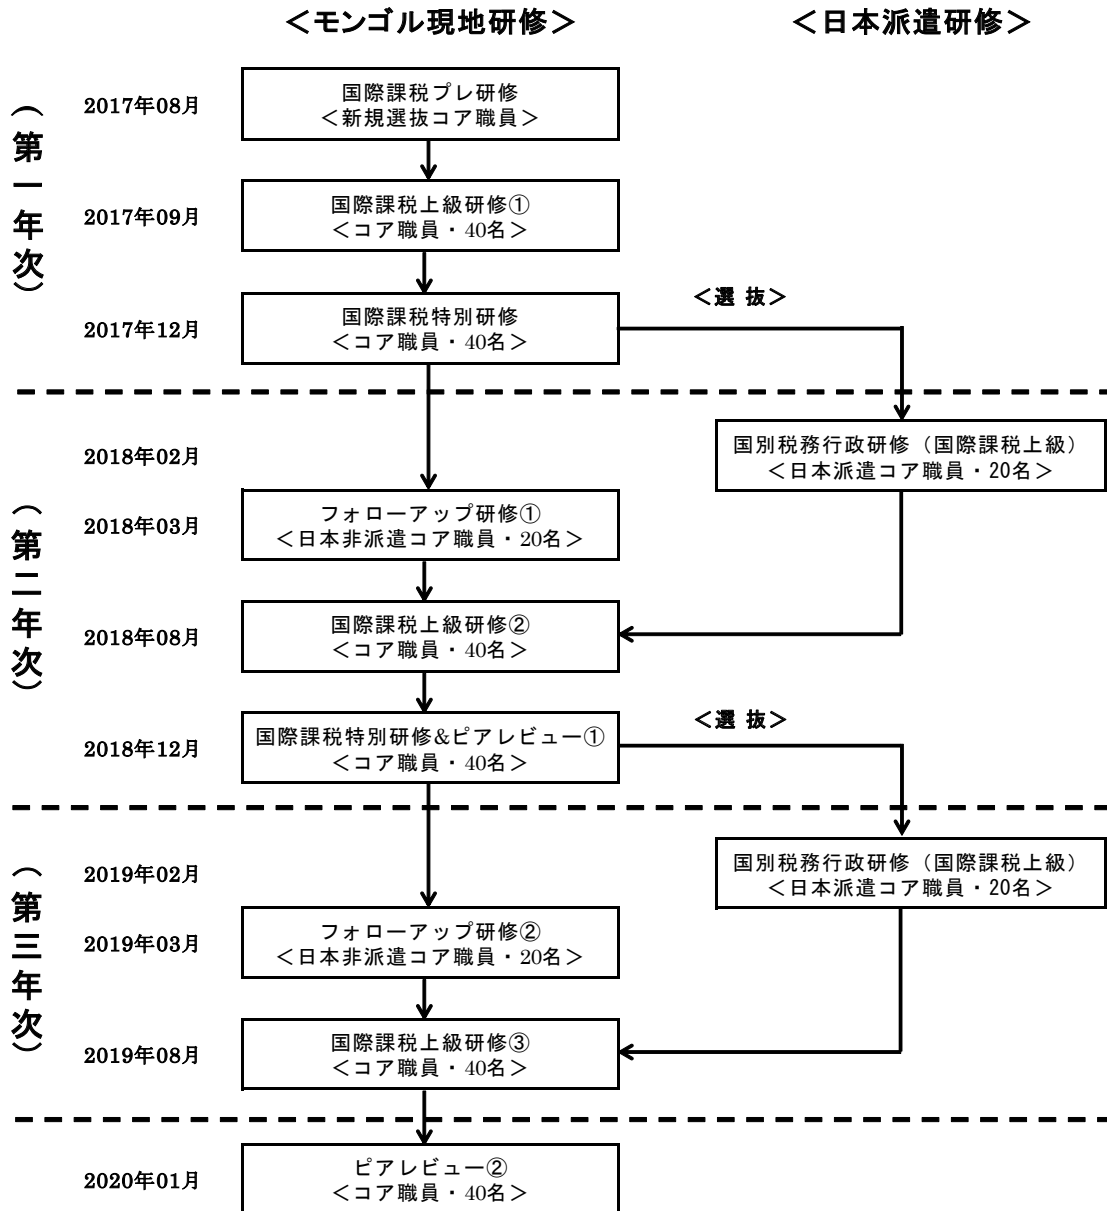 ＜モンゴル現地研修＞
＜日本派遣研修＞
（第一年次）
2017年08月
国際課税プレ研修
＜新規選抜コア職員＞
2017年09月
国際課税上級研修①
＜コア職員・40名＞
2017年12月
国際課税特別研修
＜コア職員・40名＞
＜選 抜＞
（第二年次）
2018年02月
国別税務行政研修（国際課税上級）
＜日本派遣コア職員・20名＞
2018年03月
フォローアップ研修①
＜日本非派遣コア職員・20名＞
2018年08月
国際課税上級研修②
＜コア職員・40名＞
2018年12月
国際課税特別研修&ピアレビュー①
＜コア職員・40名＞
＜選 抜＞
（第三年次）
2019年02月
国別税務行政研修（国際課税上級）
＜日本派遣コア職員・20名＞
2019年03月
フォローアップ研修②
＜日本非派遣コア職員・20名＞
2019年08月
国際課税上級研修③
＜コア職員・40名＞
2020年01月
ピアレビュー②
＜コア職員・40名＞